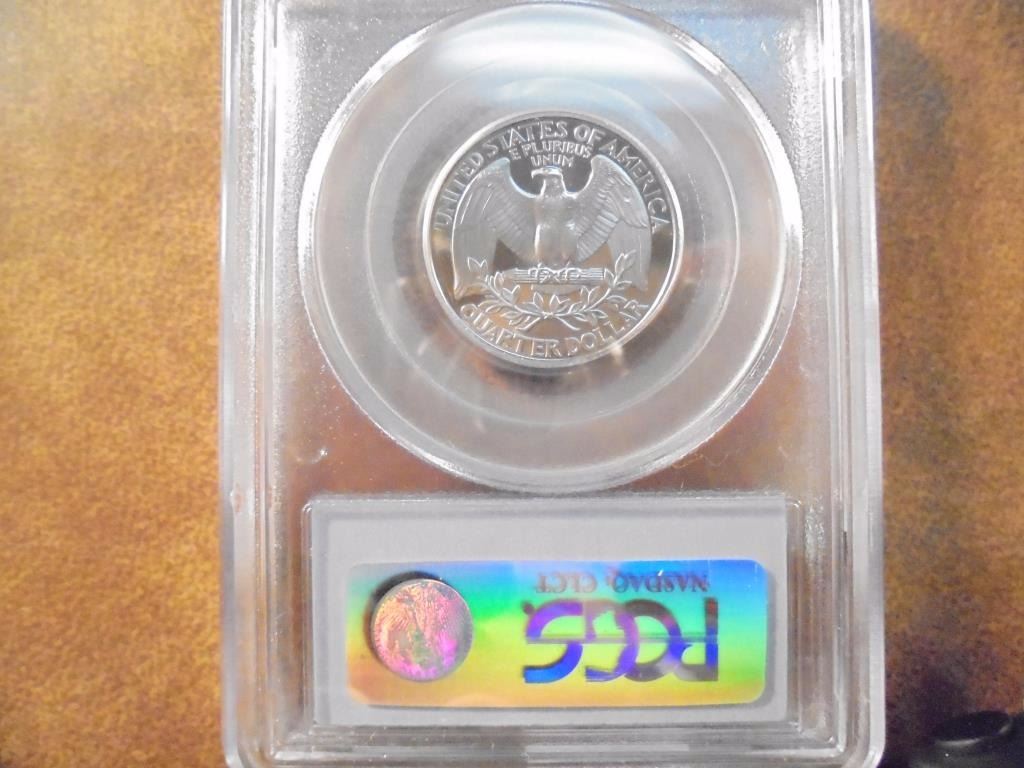 UNITED STATES OF AMERICA
E PLURIBUS
UNUM
QUARTER DOLLAR
PCGS
NASDAQ: CLCT